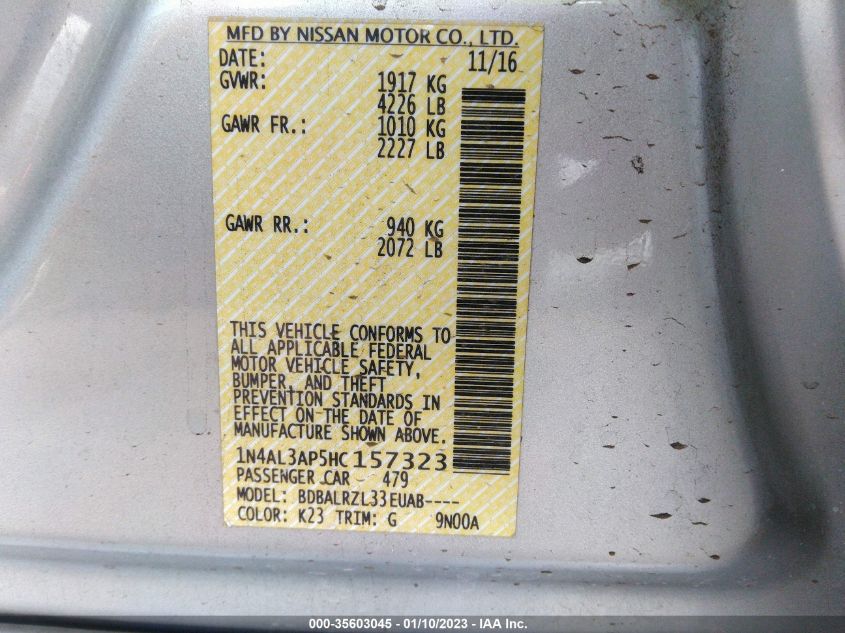 MFD BY NISSAN MOTOR CO., LTD.
DATE: 11/16
GVWR: 1917 KG
4226 LB
GAWR FR.: 1010 KG
2227 LB
GAWR RR.: 940 KG
2072 LB
THIS VEHICLE CONFORMS TO
ALL APPLICABLE FEDERAL
MOTOR VEHICLE SAFETY,
BUMPER, AND THEFT
PREVENTION STANDARDS IN
EFFECT ON THE DATE OF
MANUFACTURE SHOWN ABOVE.
1N4AL3AP5HC157323
PASSENGER CAR 479
MODEL: BDBALRZL33EUAB----
COLOR: K23 TRIM: G 9N00A
000-35603045 - 01/10/2023 - IAA Inc.